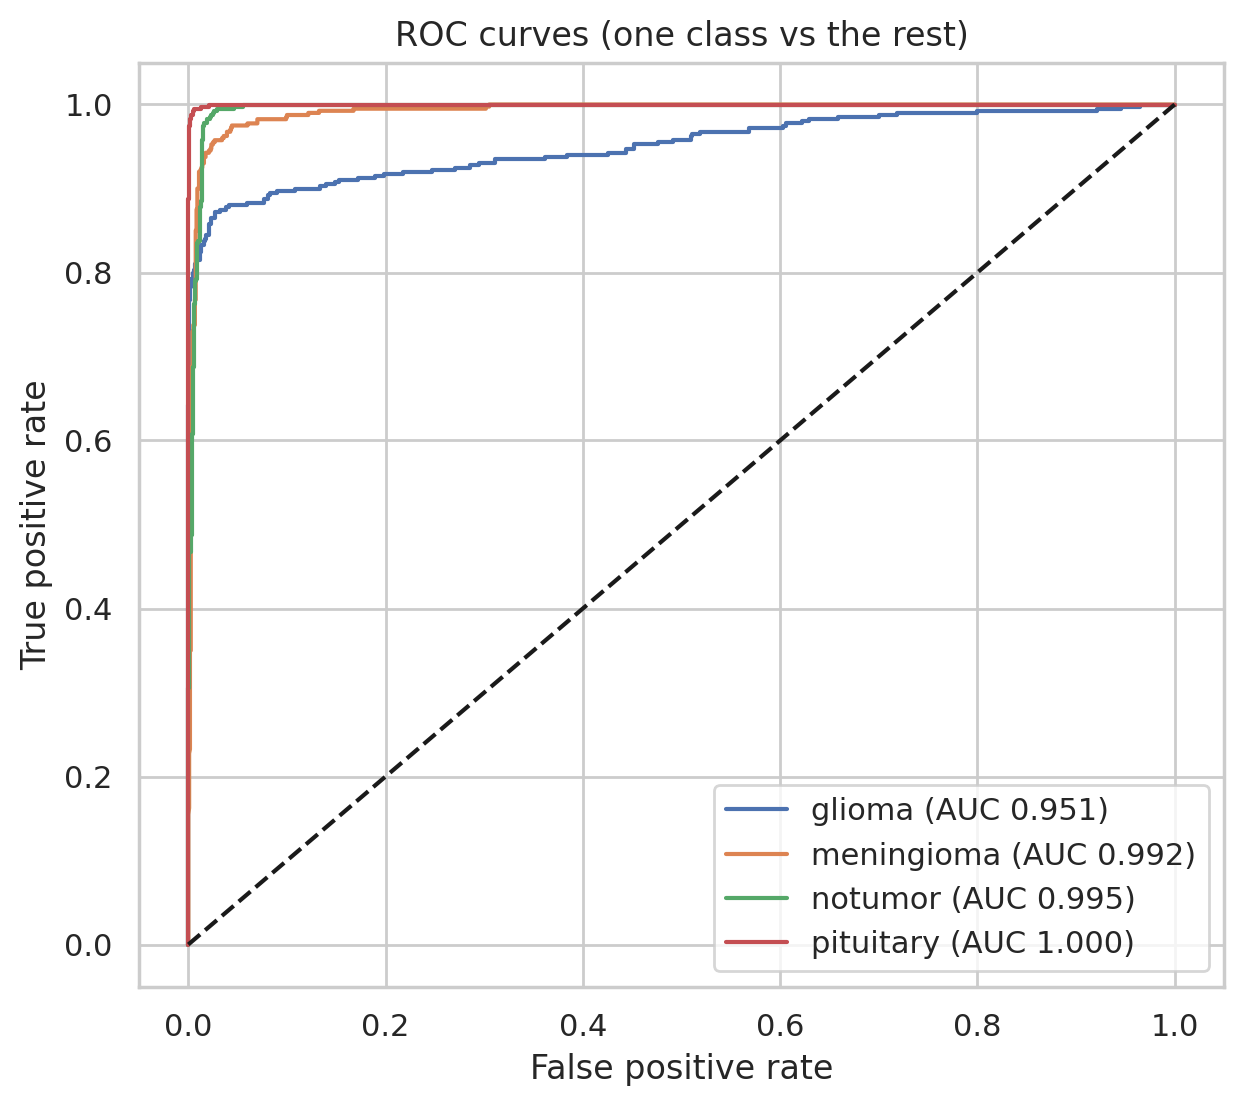 ROC curves (one class vs the rest)
True positive rate
1.0
0.8
0.6
0.4
0.2
0.0
0.0 0.2 0.4 0.6 0.8 1.0
False positive rate
glioma (AUC 0.951)
meningioma (AUC 0.992)
notumor (AUC 0.995)
pituitary (AUC 1.000)